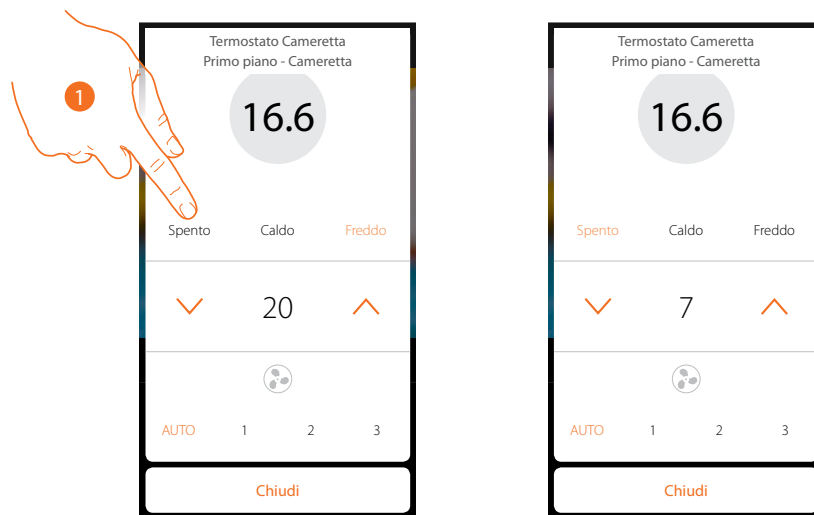 Termostato Cameretta
Primo piano - Cameretta
1
16.6
Spento Caldo Freddo
20
AUTO 1 2 3
Chiudi
Termostato Cameretta
Primo piano - Cameretta
16.6
Spento Caldo Freddo
7
AUTO 1 2 3
Chiudi